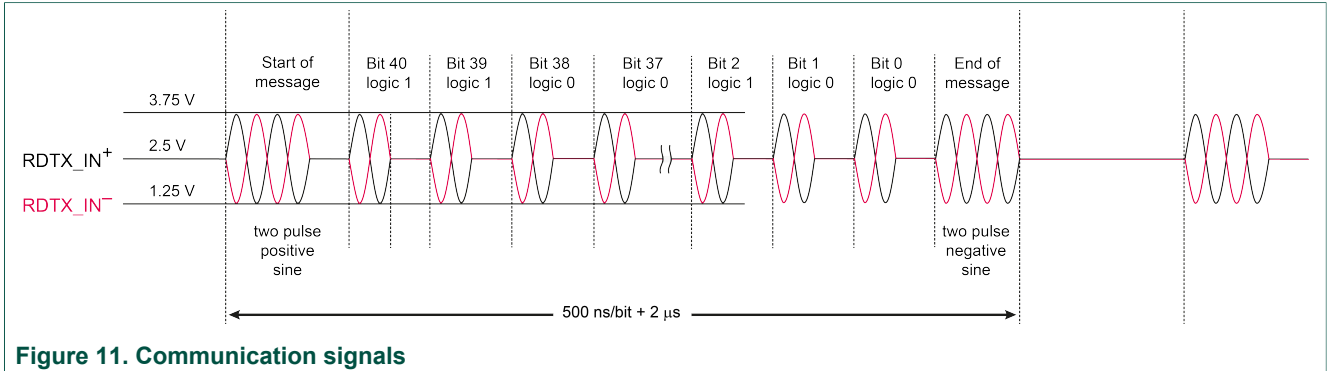 Start of
message
Bit 40
logic 1
Bit 39
logic 1
Bit 38
logic 0
Bit 37
logic 0
Bit 2
logic 1
Bit 1
logic 0
Bit 0
logic 0
End of
message
3.75 V
RDTX_IN+
2.5 V
1.25 V
RDTX_IN−
two pulse
positive
sine
two pulse
negative
sine
500 ns/bit + 2 μs
Figure 11. Communication signals